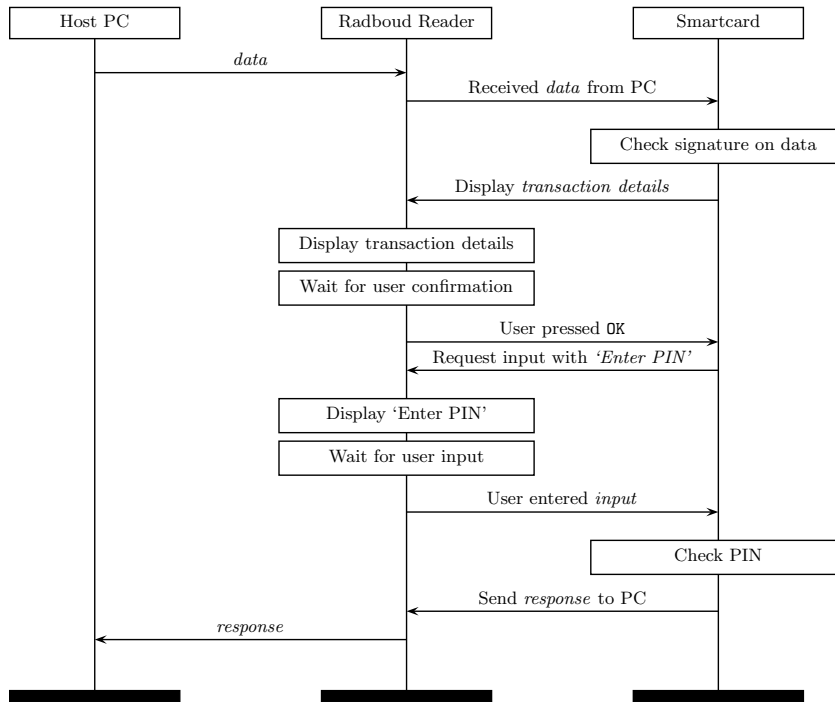 Host PC
Radboud Reader
Smartcard
data
Received data from PC
Check signature on data
Display transaction details
Display transaction details
Wait for user confirmation
User pressed OK
Request input with ‘Enter PIN’
Display ‘Enter PIN’
Wait for user input
User entered input
Check PIN
Send response to PC
response